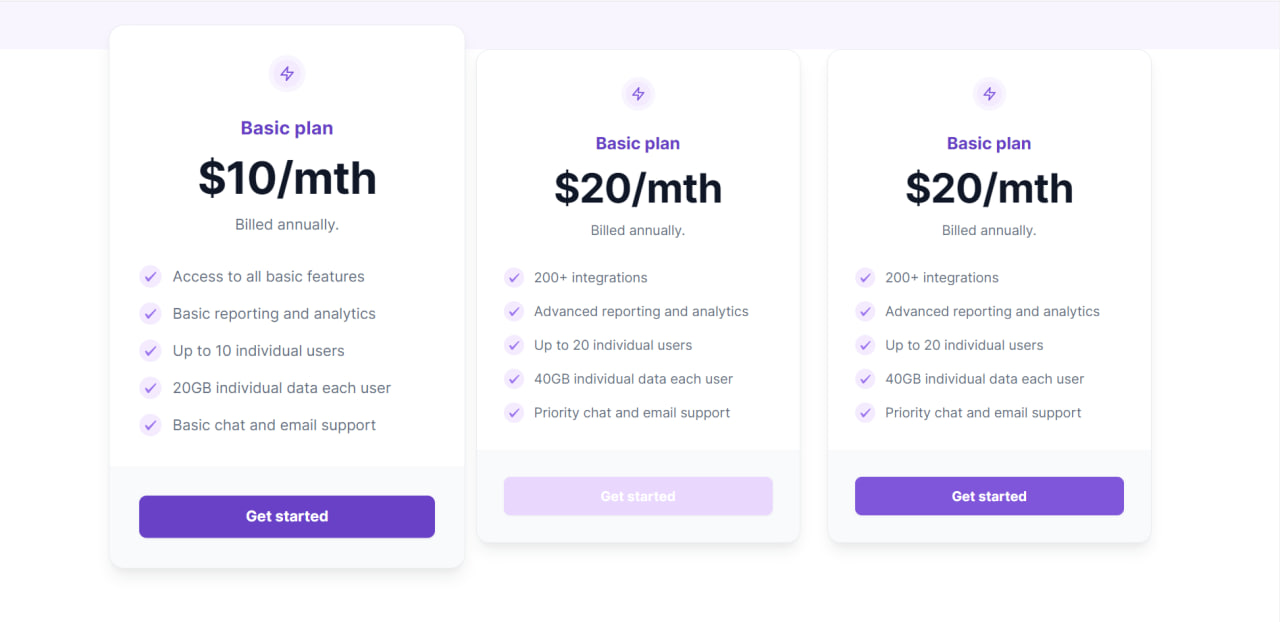 Basic plan
$10/mth
Billed annually.
Access to all basic features
Basic reporting and analytics
Up to 10 individual users
20GB individual data each user
Basic chat and email support
Get started
Basic plan
$20/mth
Billed annually.
200+ integrations
Advanced reporting and analytics
Up to 20 individual users
40GB individual data each user
Priority chat and email support
Get started
Basic plan
$20/mth
Billed annually.
200+ integrations
Advanced reporting and analytics
Up to 20 individual users
40GB individual data each user
Priority chat and email support
Get started